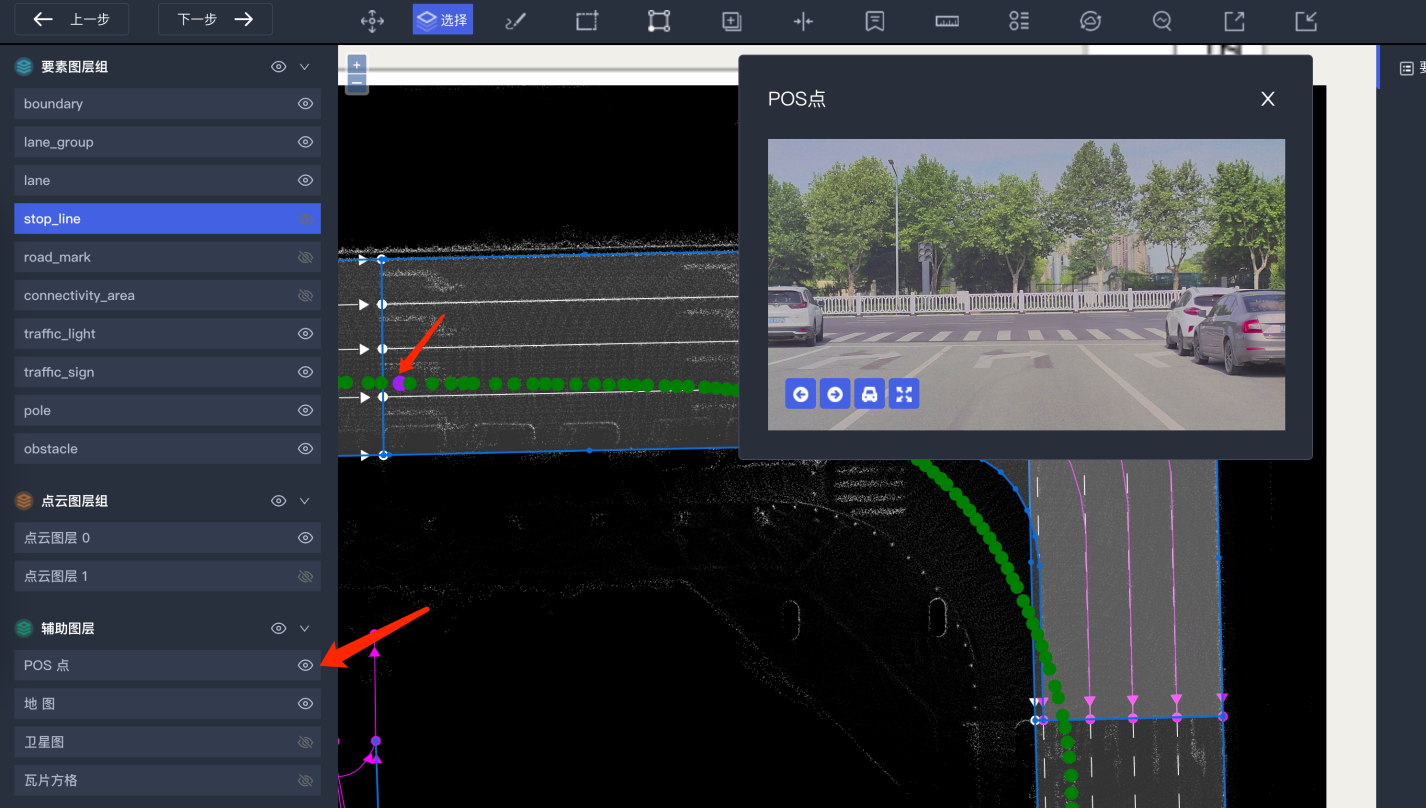 上一步
下一步
选择
要素图层组
boundary
lane_group
lane
stop_line
road_mark
connectivity_area
traffic_light
traffic_sign
pole
obstacle
点云图层组
点云图层 0
点云图层 1
辅助图层
POS 点
地 图
卫星图
瓦片方格
+
−
POS点
X
要